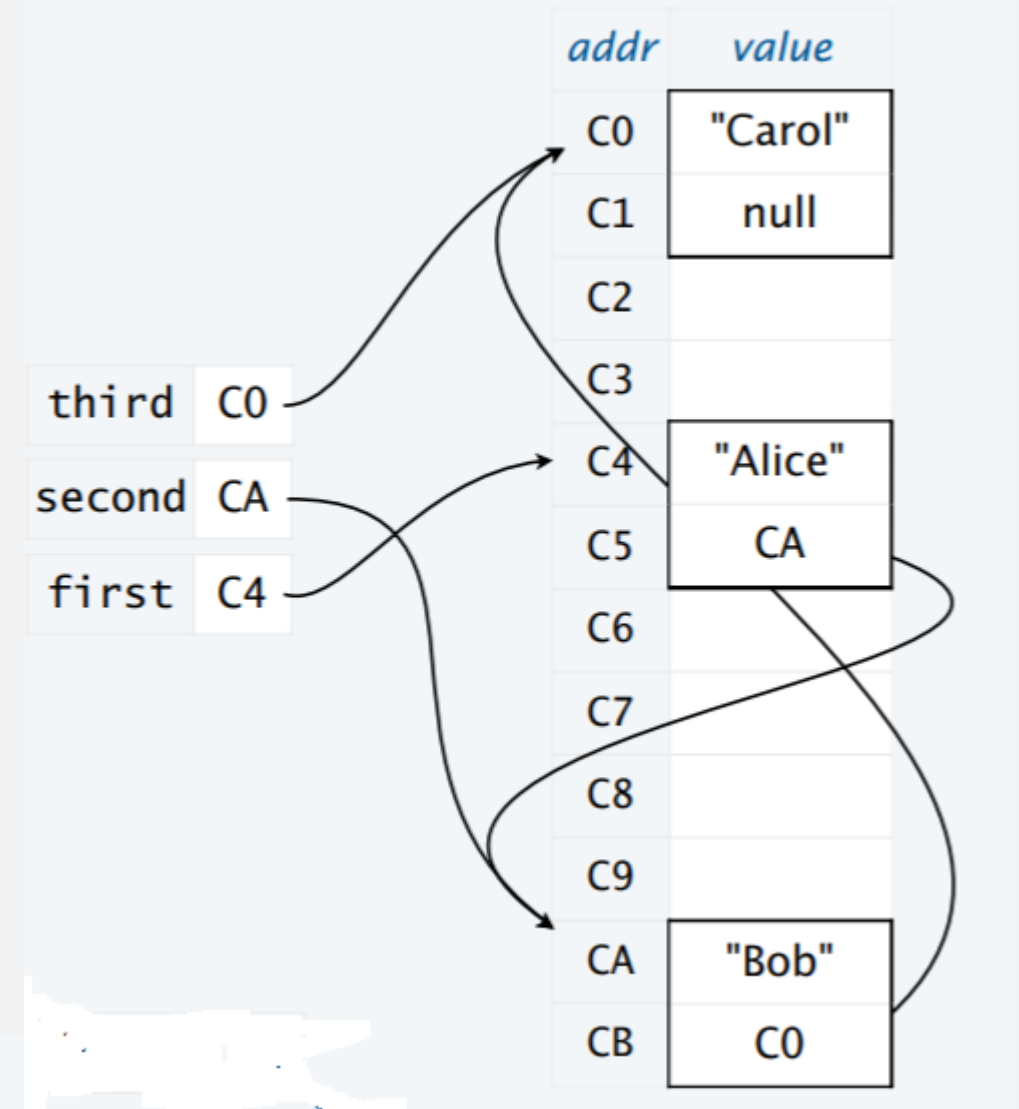 addr value
C0 "Carol"
C1 null
C2
C3
third C0
C4 "Alice"
second CA
C5 CA
first C4
C6
C7
C8
C9
CA "Bob"
CB C0